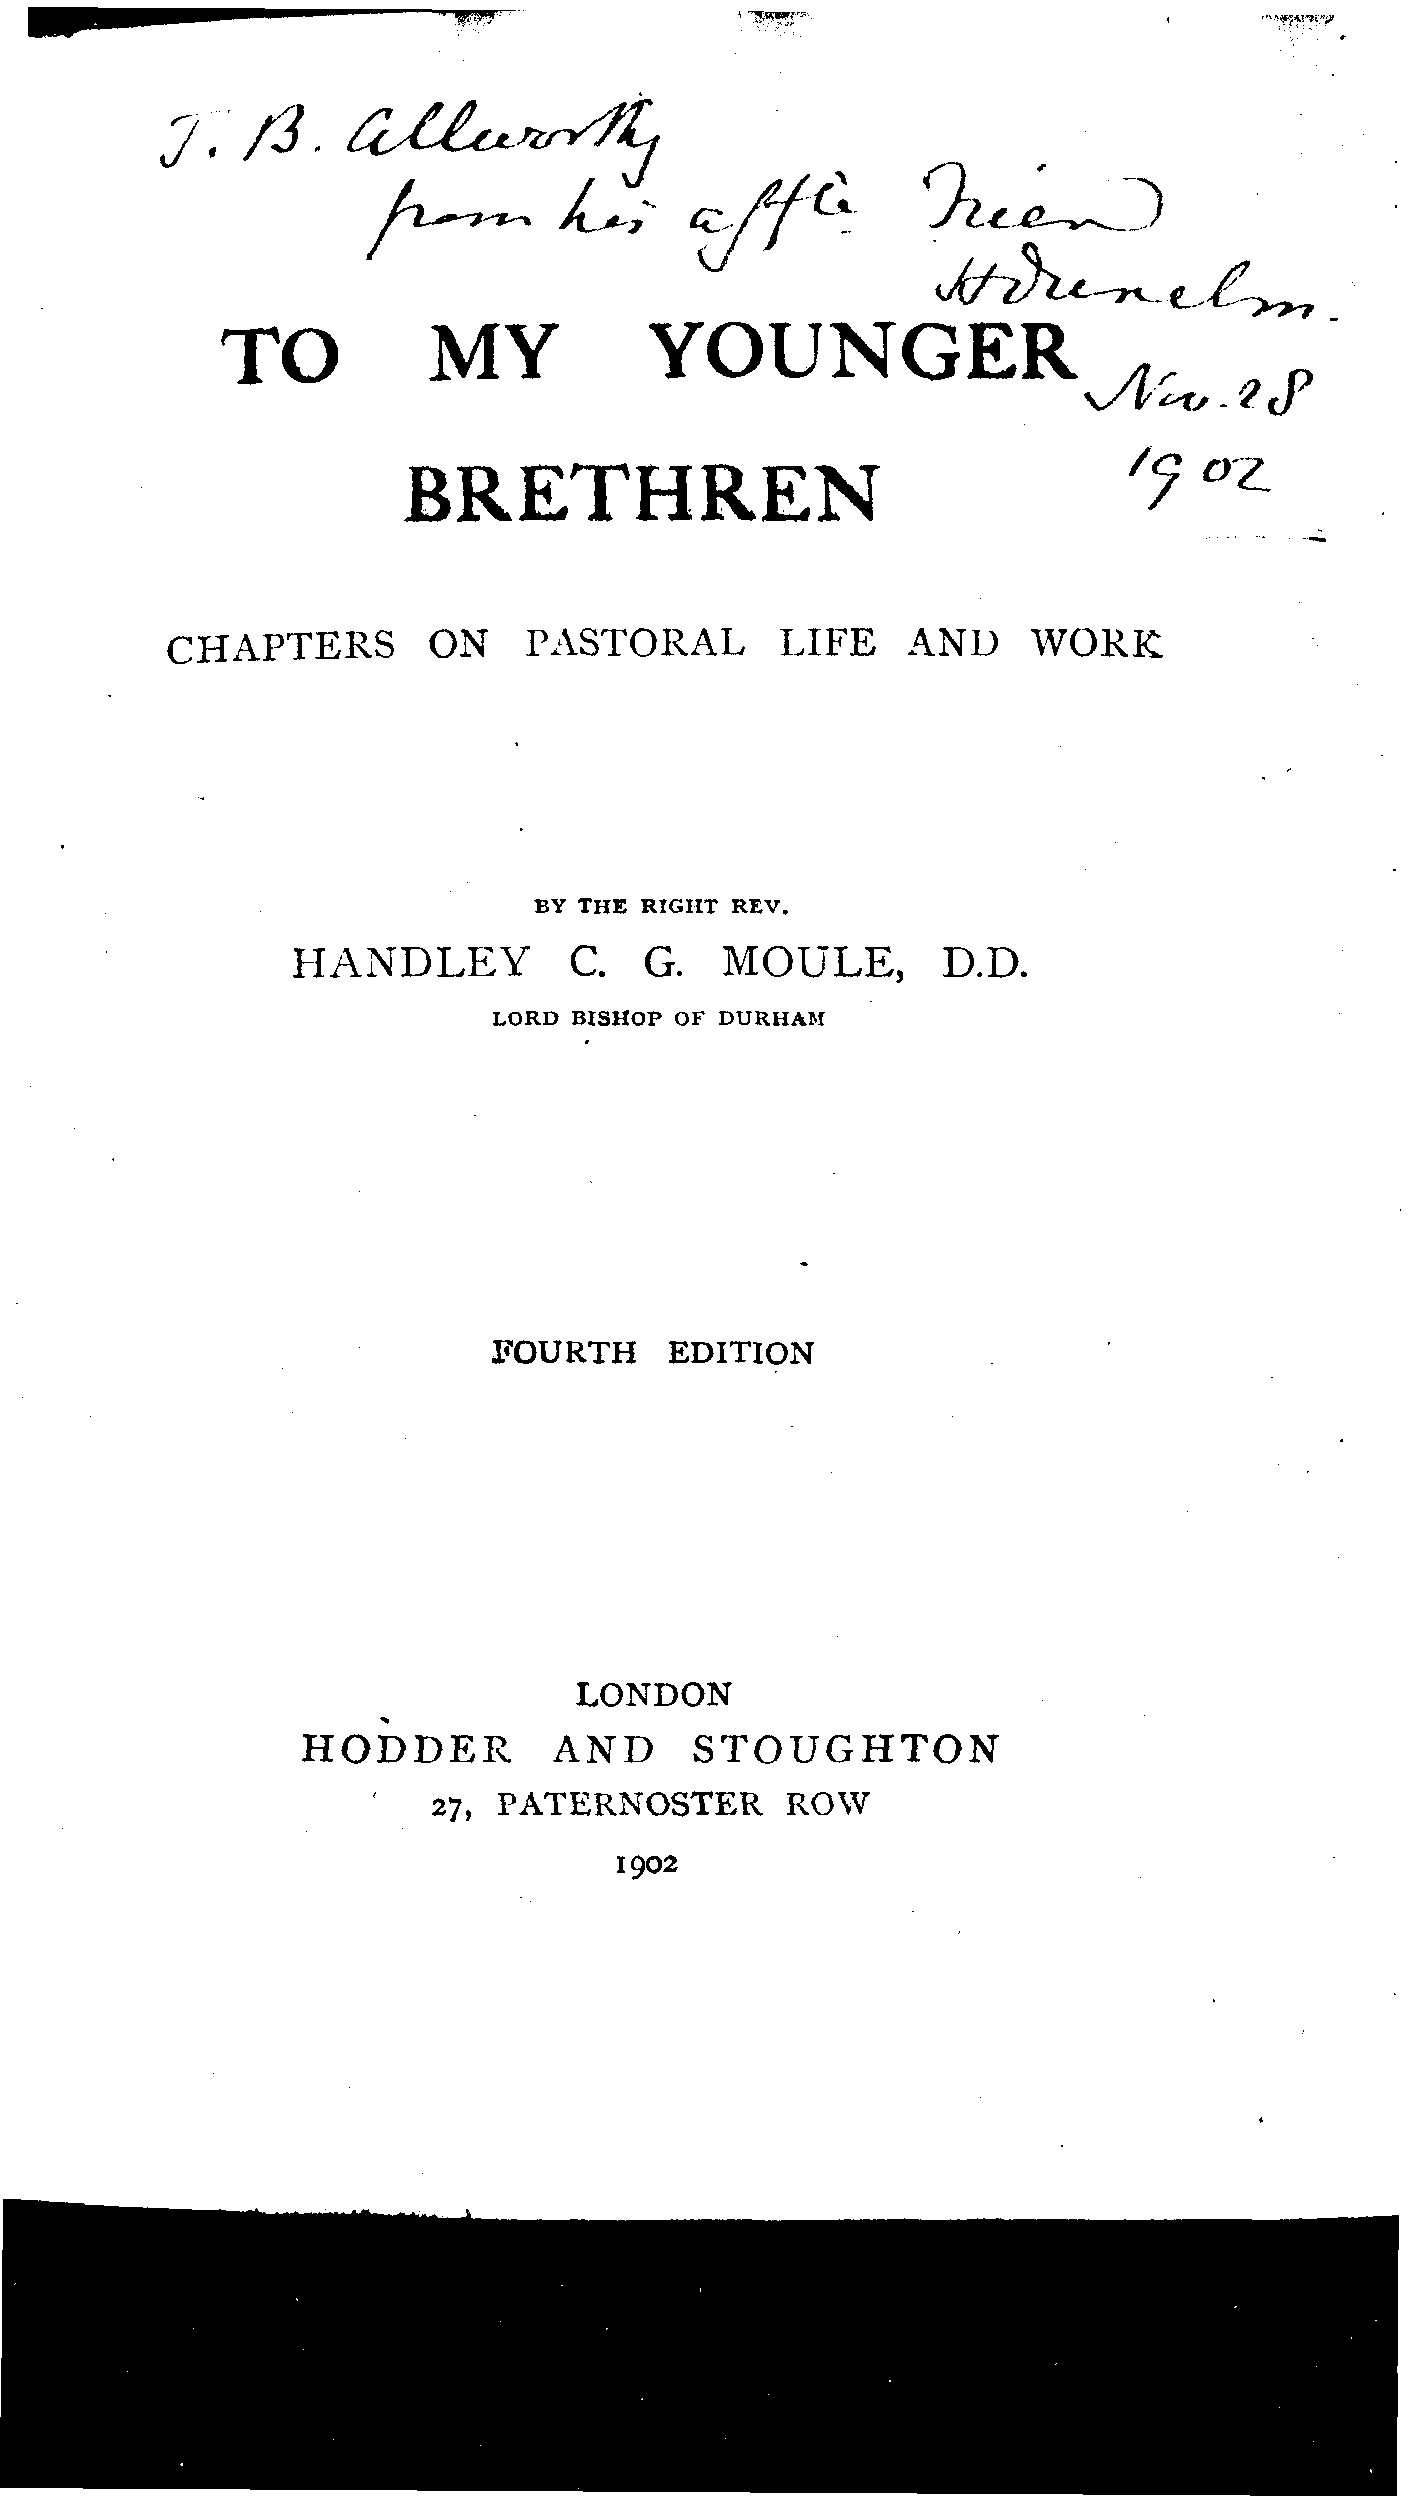 T. B. Allworthy
from his affte Friend
H Dunelm.
TO MY YOUNGER
Nov. 28
BRETHREN
1902
CHAPTERS ON PASTORAL LIFE AND WORK
BY THE RIGHT REV.
HANDLEY C. G. MOULE, D.D.
LORD BISHOP OF DURHAM
FOURTH EDITION
LONDON
HODDER AND STOUGHTON
27, PATERNOSTER ROW
1902